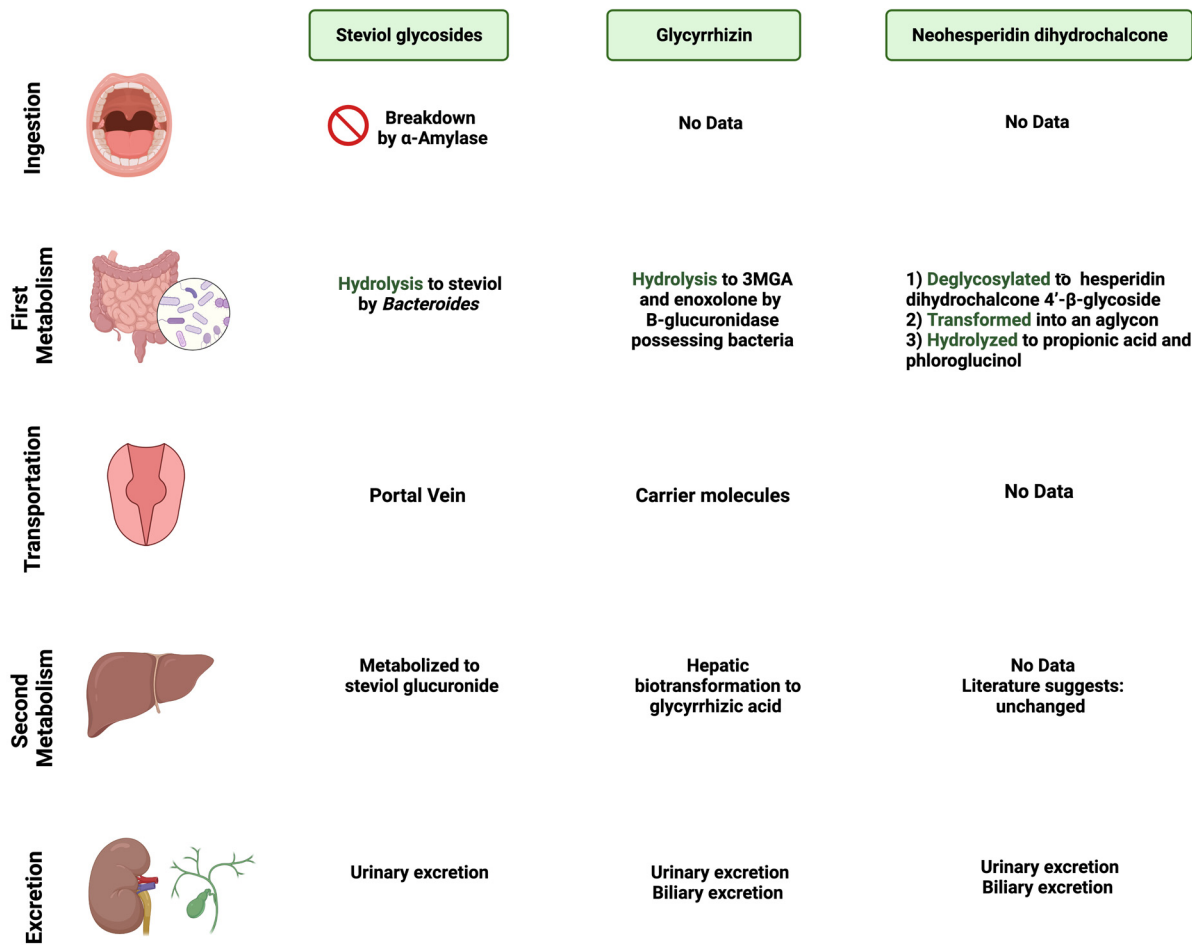 Steviol glycosides
Glycyrrhizin
Neohesperidin dihydrochalcone
Ingestion
Breakdown
by α-Amylase
No Data
No Data
First
Metabolism
Hydrolysis to steviol
by Bacteroides
Hydrolysis to 3MGA
and enoxolone by
B-glucuronidase
possessing bacteria
1) Deglycosylated to hesperidin
dihydrochalcone 4′-β-glycoside
2) Transformed into an aglycon
3) Hydrolyzed to propionic acid and
phloroglucinol
Transportation
Portal Vein
Carrier molecules
No Data
Second
Metabolism
Metabolized to
steviol glucuronide
Hepatic
biotransformation to
glycyrrhizic acid
No Data
Literature suggests:
unchanged
Excretion
Urinary excretion
Urinary excretion
Biliary excretion
Urinary excretion
Biliary excretion